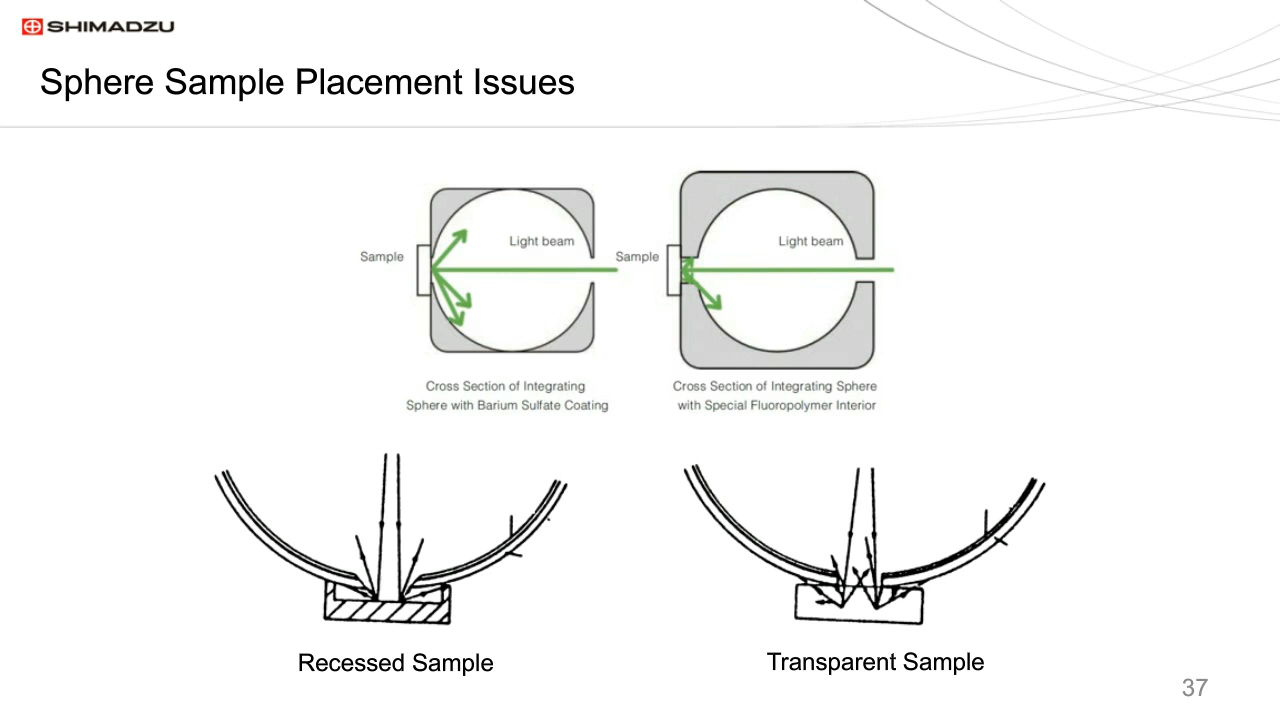 SHIMADZU
Sphere Sample Placement Issues
Sample
Light beam
Sample
Light beam
Cross Section of Integrating
Sphere with Barium Sulfate Coating
Cross Section of Integrating Sphere
with Special Fluoropolymer Interior
Recessed Sample
Transparent Sample
37